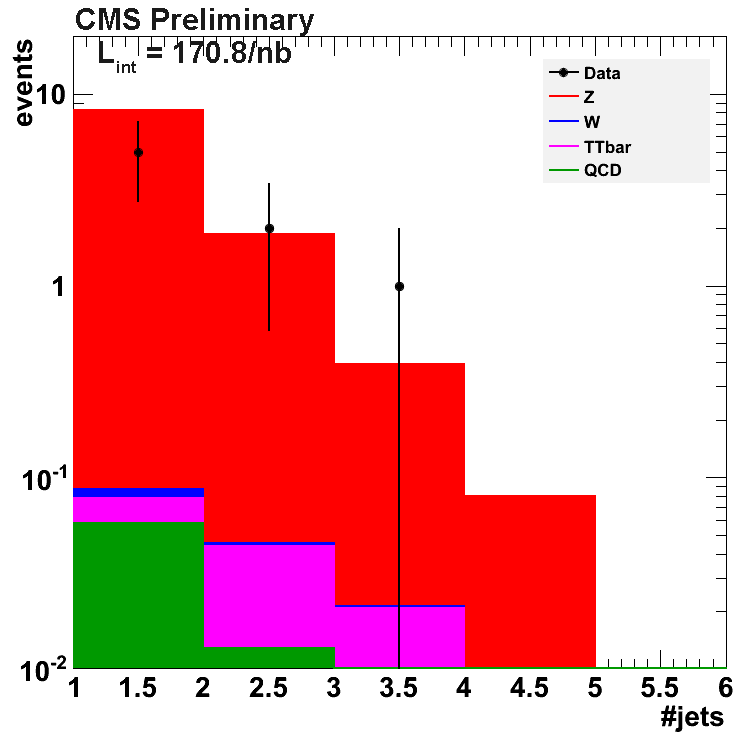 CMS Preliminary
L_int = 170.8/nb
events
Data
Z
W
TTbar
QCD
10
1
10^-1
10^-2
1 1.5 2 2.5 3 3.5 4 4.5 5 5.5 6
#jets